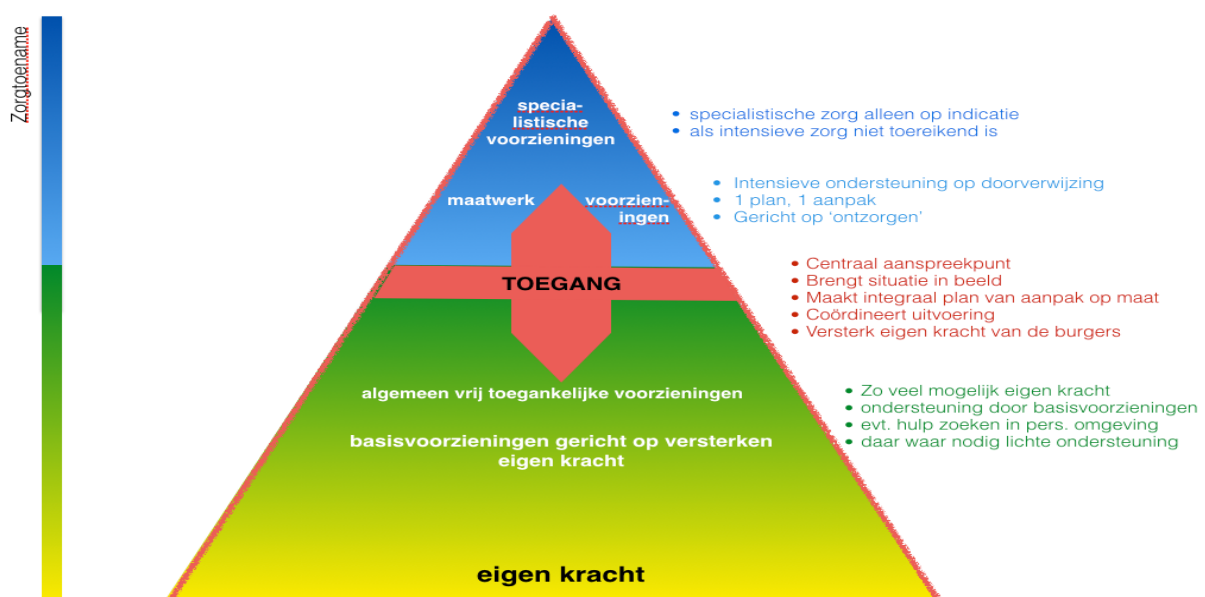 Zorgtoename
specia-
listische
voorzieningen
• specialistische zorg alleen op indicatie
• als intensieve zorg niet toereikend is
maatwerk voorzien-
ingen
• Intensieve ondersteuning op doorverwijzing
• 1 plan, 1 aanpak
• Gericht op ‘ontzorgen’
TOEGANG
• Centraal aanspreekpunt
• Brengt situatie in beeld
• Maakt integraal plan van aanpak op maat
• Coördineert uitvoering
• Versterk eigen kracht van de burgers
algemeen vrij toegankelijke voorzieningen
basisvoorzieningen gericht op versterken
eigen kracht
• Zo veel mogelijk eigen kracht
• ondersteuning door basisvoorzieningen
• evt. hulp zoeken in pers. omgeving
• daar waar nodig lichte ondersteuning
eigen kracht